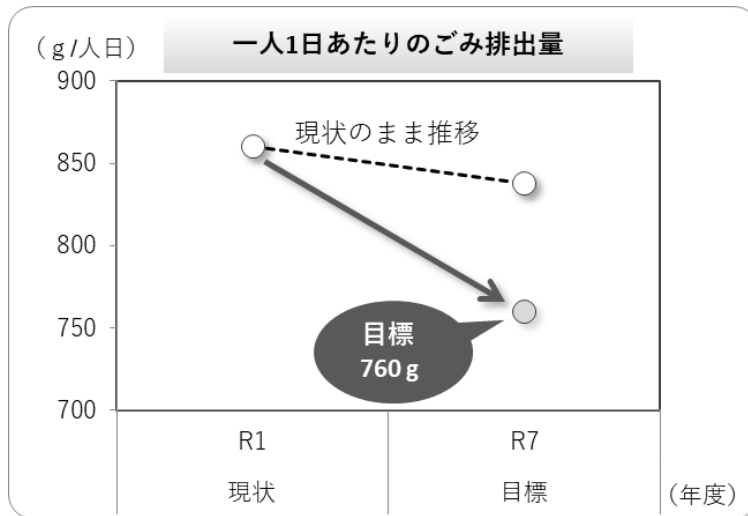 一人1日あたりのごみ排出量
（ｇ/人日）
900
850
800
750
700
現状のまま推移
目標
760ｇ
R1
R7
現状
目標
（年度）